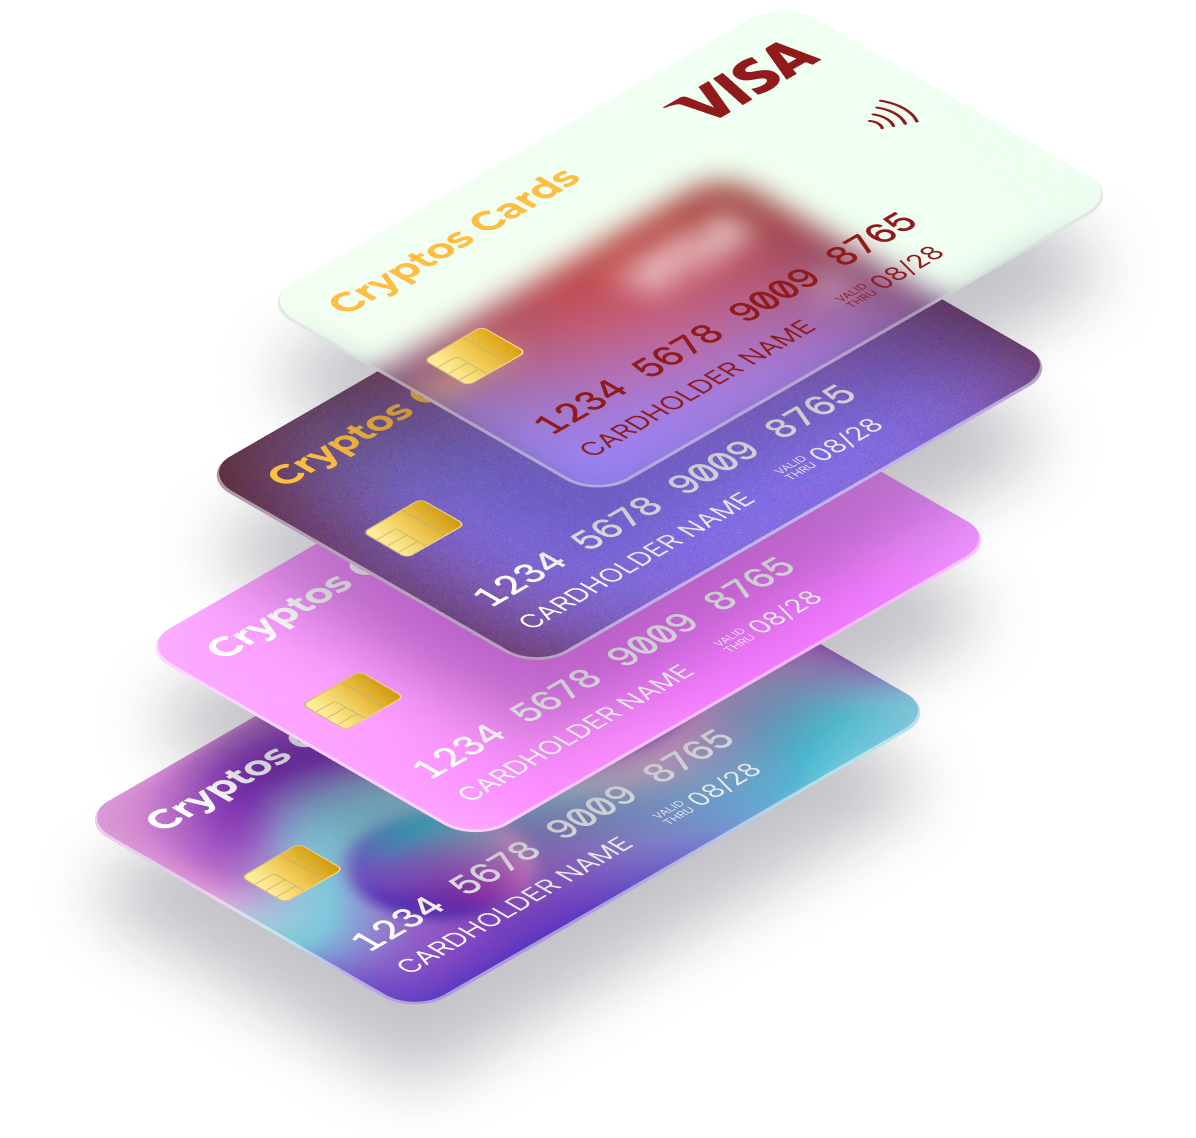 VISA
Cryptos Cards
1234 5678 9009 8765
VALID
THRU 08/28
CARDHOLDER NAME
Cryptos C
1234 5678 9009 8765
VALID
THRU 08/28
CARDHOLDER NAME
Cryptos C
1234 5678 9009 8765
VALID
THRU 08/28
CARDHOLDER NAME
Cryptos C
1234 5678 9009 8765
VALID
THRU 08/28
CARDHOLDER NAME